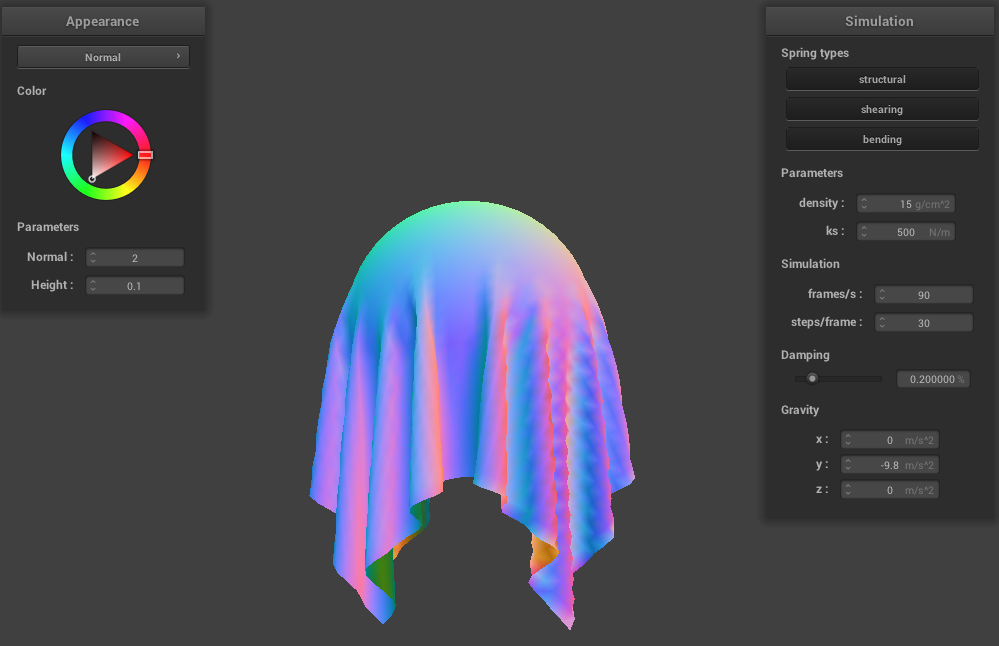 Appearance
Normal
Color
Parameters
Normal : 2
Height : 0.1
Simulation
Spring types
structural
shearing
bending
Parameters
density : 15 g/cm^2
ks : 500 N/m
Simulation
frames/s : 90
steps/frame : 30
Damping
0.200000 %
Gravity
x : 0 m/s^2
y : -9.8 m/s^2
z : 0 m/s^2